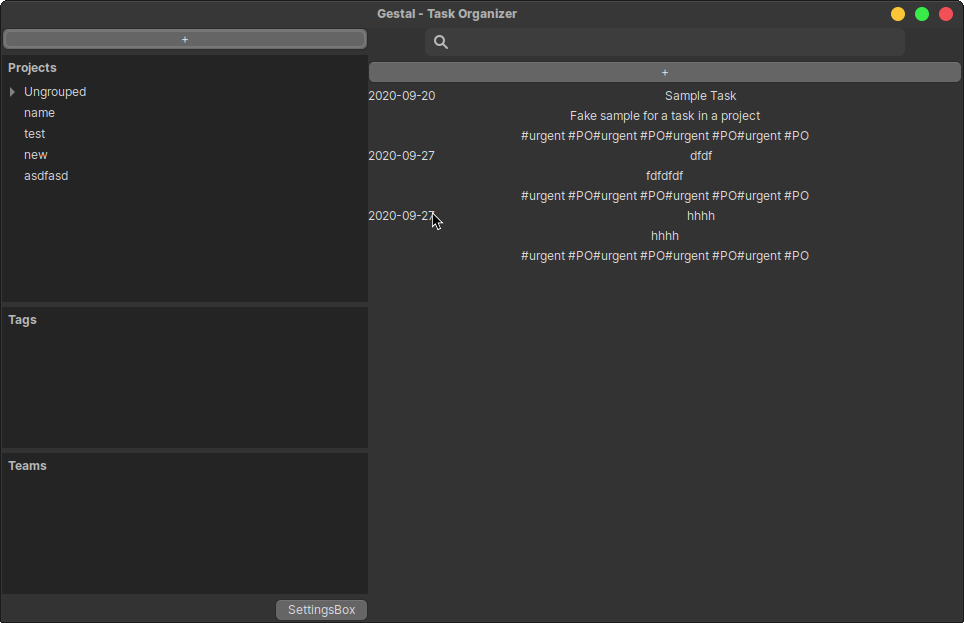 Gestal - Task Organizer
+
Projects
Ungrouped
name
test
new
asdfasd
Tags
Teams
SettingsBox
+
2020-09-20 Sample Task
Fake sample for a task in a project
#urgent #PO#urgent #PO#urgent #PO#urgent #PO
2020-09-27 dfdf
fdfdfdf
#urgent #PO#urgent #PO#urgent #PO#urgent #PO
2020-09-27 hhhh
hhhh
#urgent #PO#urgent #PO#urgent #PO#urgent #PO